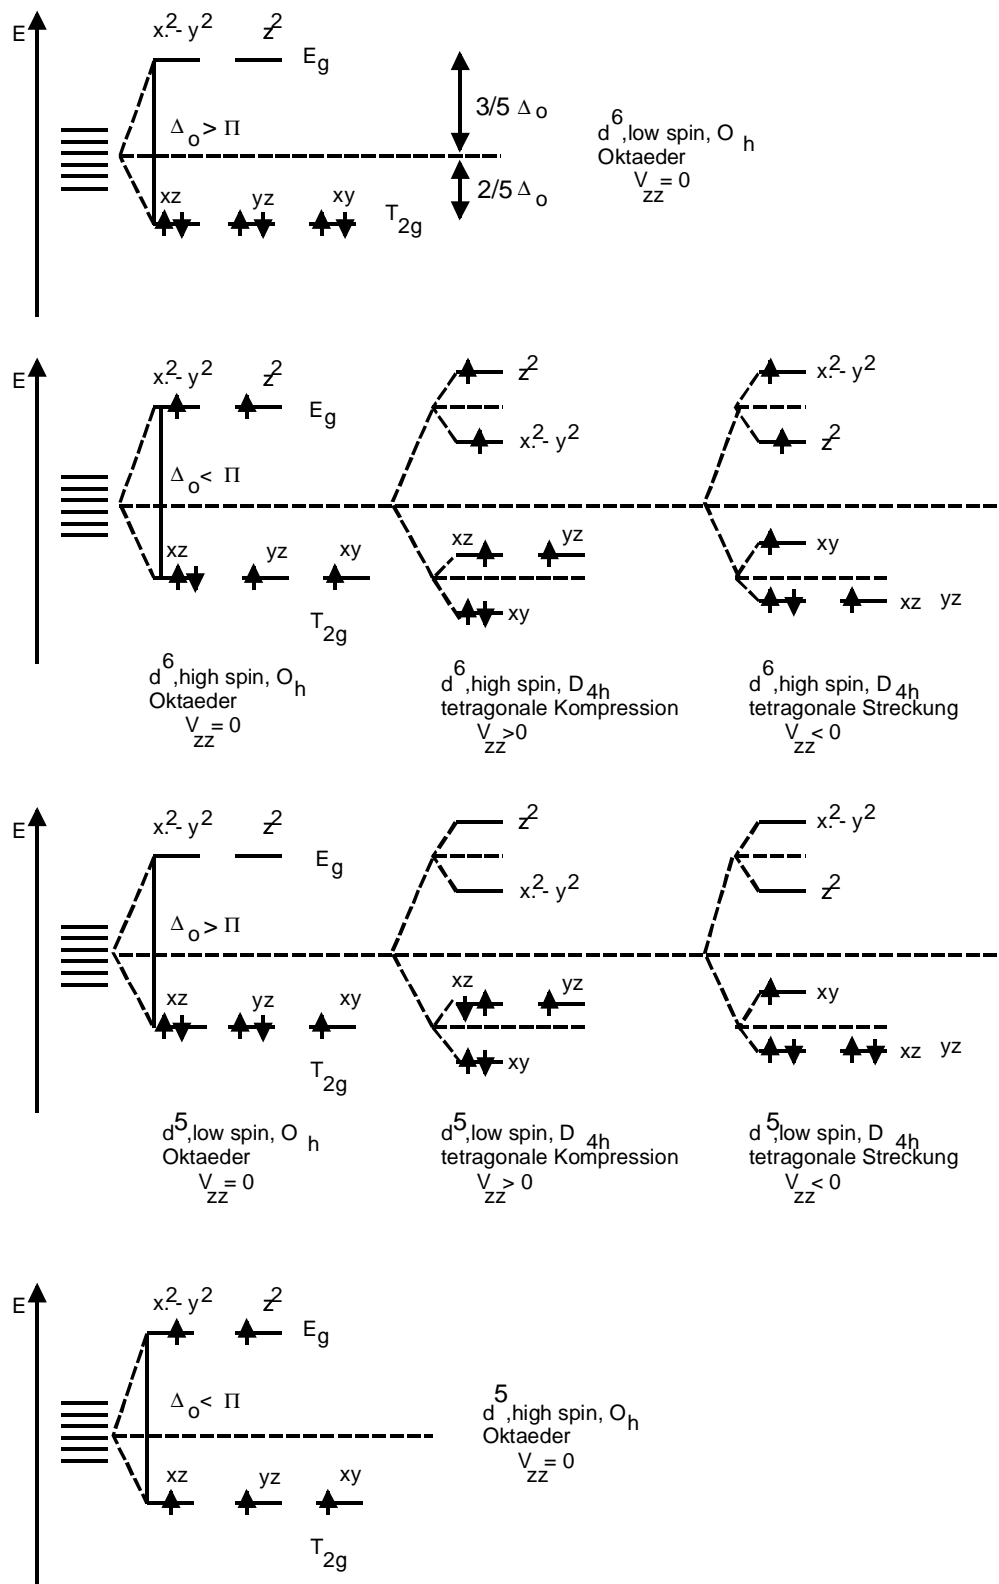 E
x²- y² z²
E_g
Δ_o > Π
3/5 Δ_o
2/5 Δ_o
xz yz xy
T_2g
d⁶,low spin, O_h
Oktaeder
V_zz = 0
E
x²- y² z²
E_g
Δ_o < Π
xz yz xy
T_2g
d⁶,high spin, O_h
Oktaeder
V_zz = 0
z²
x²- y²
xz yz
xy
d⁶,high spin, D_4h
tetragonale Kompression
V_zz >0
x²- y²
z²
xy
xz yz
d⁶,high spin, D_4h
tetragonale Streckung
V_zz < 0
E
x²- y² z²
E_g
Δ_o > Π
xz yz xy
T_2g
d⁵,low spin, O_h
Oktaeder
V_zz = 0
z²
x²- y²
xz yz
xy
d⁵,low spin, D_4h
tetragonale Kompression
V_zz > 0
x²- y²
z²
xy
xz yz
d⁵,low spin, D_4h
tetragonale Streckung
V_zz < 0
E
x²- y² z²
E_g
Δ_o < Π
xz yz xy
T_2g
d⁵,high spin, O_h
Oktaeder
V_zz = 0